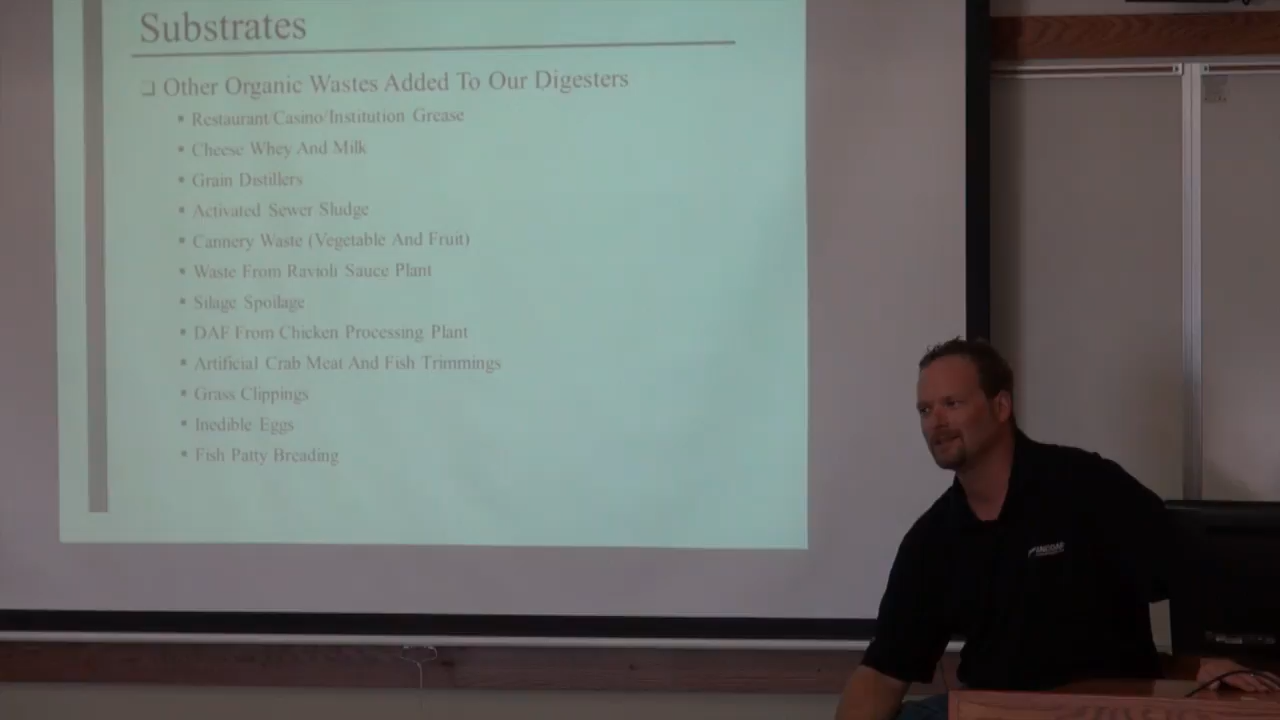 Substrates
❑ Other Organic Wastes Added To Our Digesters
▪ Restaurant/Casino/Institution Grease
▪ Cheese Whey And Milk
▪ Grain Distillers
▪ Activated Sewer Sludge
▪ Cannery Waste (Vegetable And Fruit)
▪ Waste From Ravioli Sauce Plant
▪ Silage Spoilage
▪ DAF From Chicken Processing Plant
▪ Artificial Crab Meat And Fish Trimmings
▪ Grass Clippings
▪ Inedible Eggs
▪ Fish Patty Breading